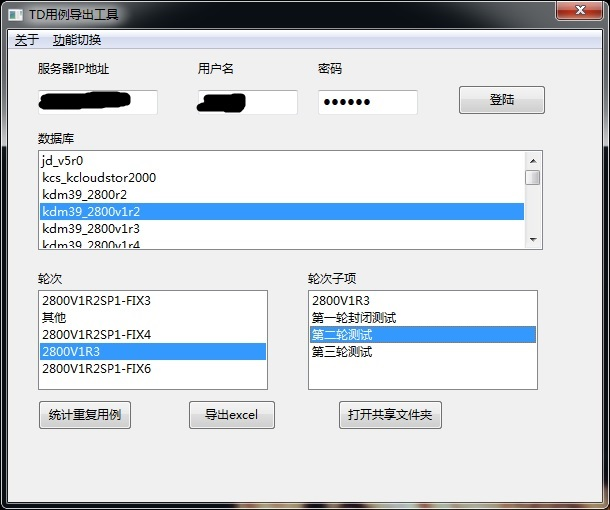 TD用例导出工具
关于 功能切换
服务器IP地址 用户名 密码
●●●●●● 登陆
数据库
jd_v5r0
kcs_kcloudstor2000
kdm39_2800r2
kdm39_2800v1r2
kdm39_2800v1r3
kdm39_2800v1r4
轮次 轮次子项
2800V1R2SP1-FIX3 2800V1R3
其他 第一轮封闭测试
2800V1R2SP1-FIX4 第二轮测试
2800V1R3 第三轮测试
2800V1R2SP1-FIX6
统计重复用例 导出excel 打开共享文件夹